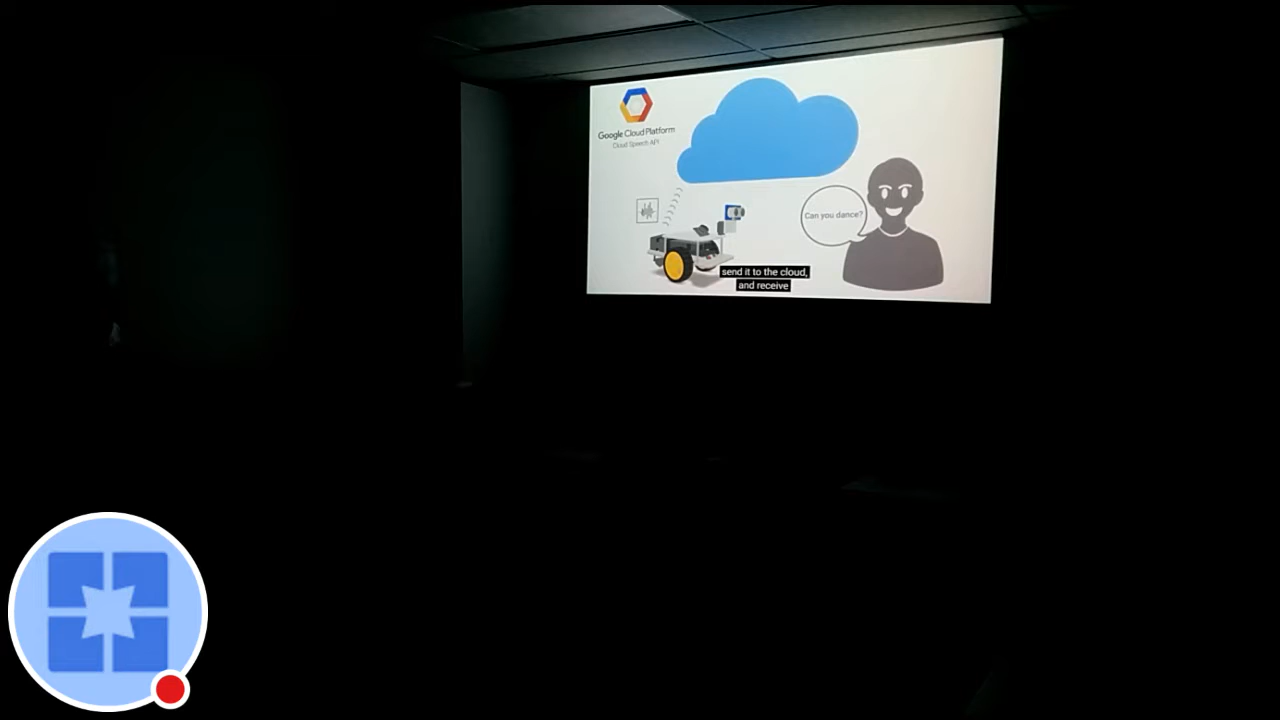 Google Cloud Platform
Cloud Speech API
Can you dance?
send it to the cloud,
and receive